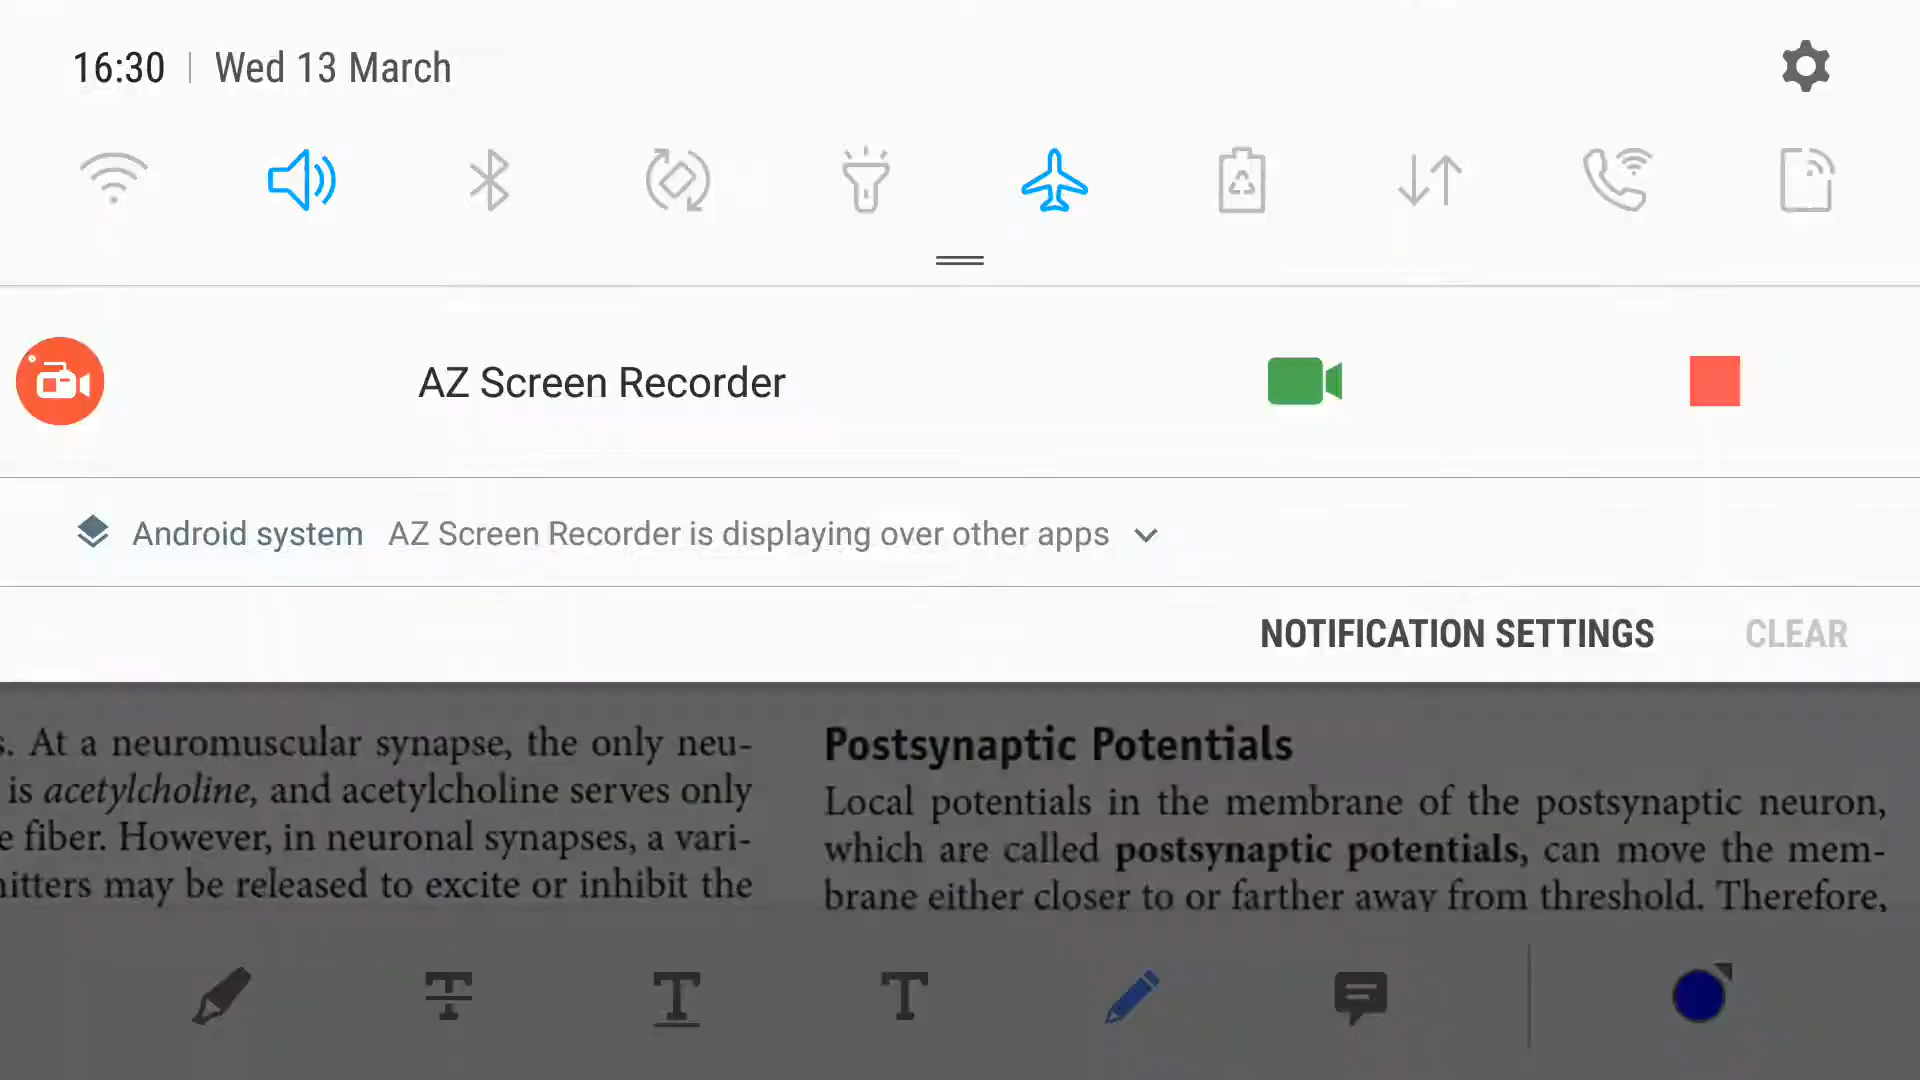 16:30 | Wed 13 March
AZ Screen Recorder
Android system AZ Screen Recorder is displaying over other apps
NOTIFICATION SETTINGS CLEAR
s. At a neuromuscular synapse, the only neu-
is acetylcholine, and acetylcholine serves only
e fiber. However, in neuronal synapses, a vari-
itters may be released to excite or inhibit the
Postsynaptic Potentials
Local potentials in the membrane of the postsynaptic neuron,
which are called postsynaptic potentials, can move the mem-
brane either closer to or farther away from threshold. Therefore,